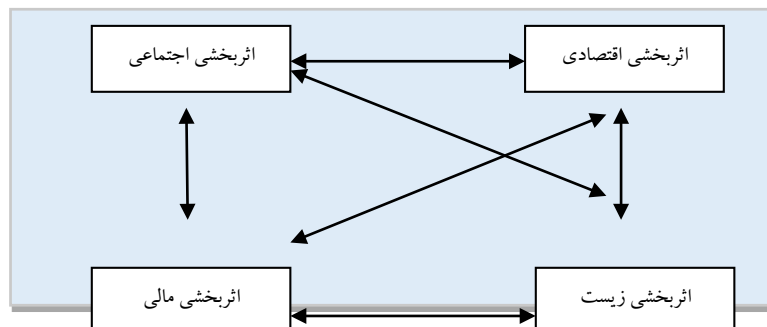 اثربخشی اقتصادی
اثربخشی اجتماعی
اثربخشی زیست
اثربخشی مالی